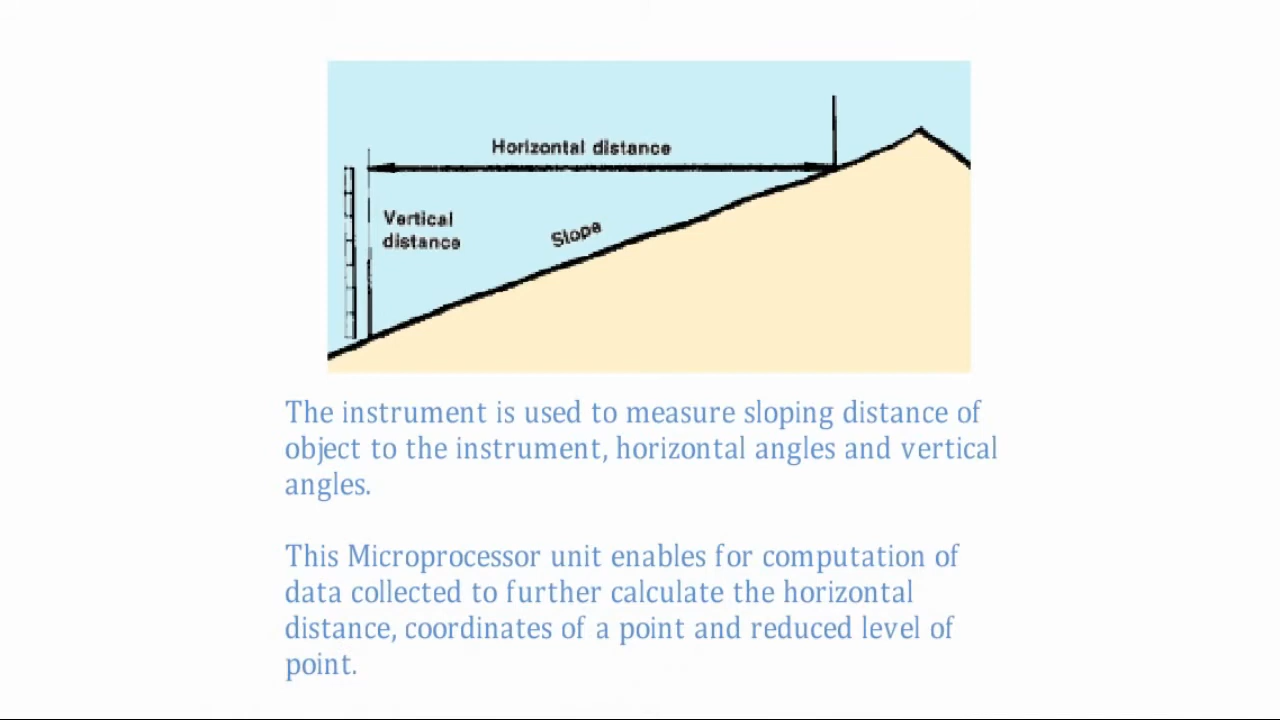 Horizontal distance
Vertical
distance
Slope
The instrument is used to measure sloping distance of
object to the instrument, horizontal angles and vertical
angles.
This Microprocessor unit enables for computation of
data collected to further calculate the horizontal
distance, coordinates of a point and reduced level of
point.